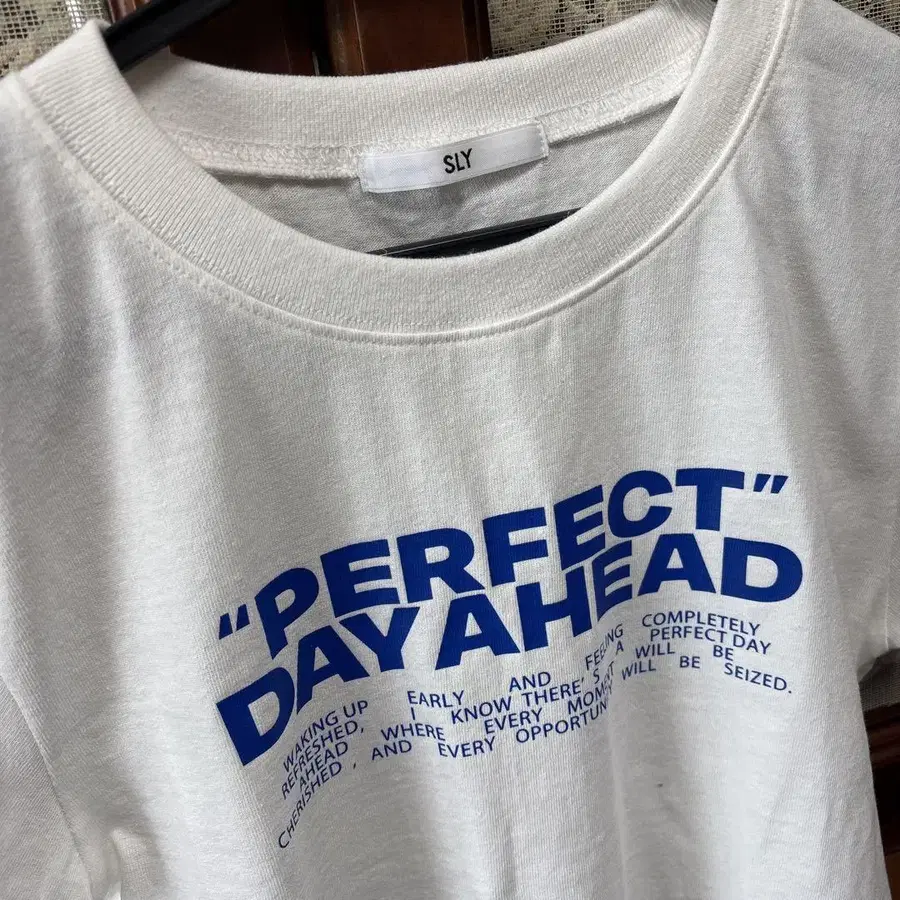 SLY
“PERFECT”
DAY AHEAD
WAKING UP EARLY AND FEELING COMPLETELY
REFRESHED, I KNOW THERE'S A PERFECT DAY
AHEAD WHERE EVERY MOMENT WILL BE
CHERISHED, AND EVERY OPPORTUNITY WILL BE SEIZED.